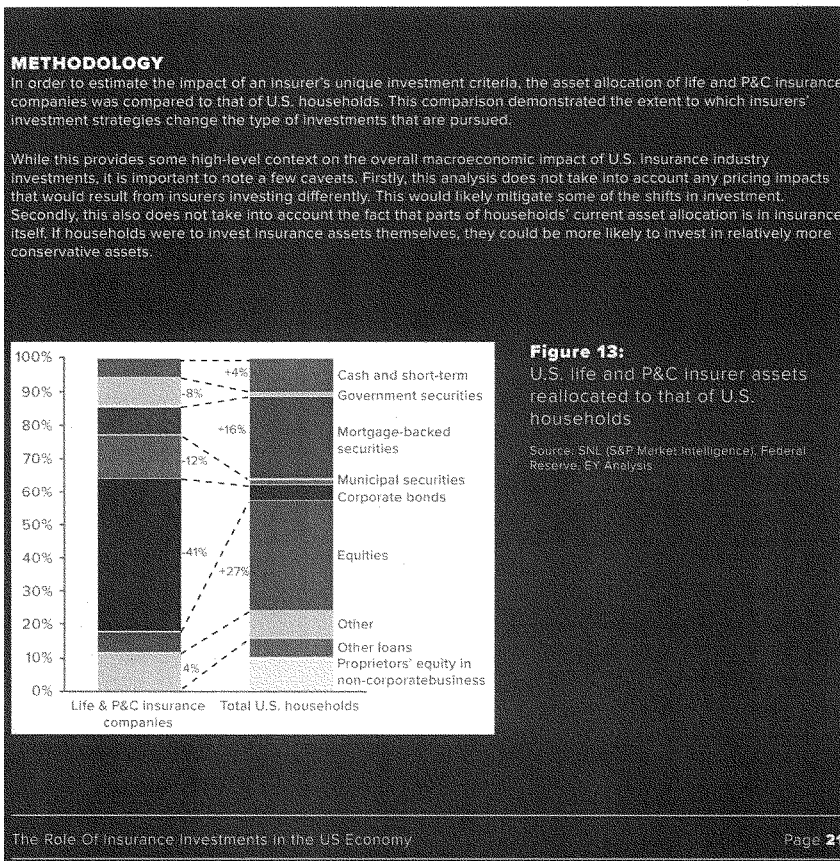 METHODOLOGY
In order to estimate the impact of an insurer's unique investment criteria, the asset allocation of life and P&C insurance
companies was compared to that of U.S. households. This comparison demonstrated the extent to which insurers'
investment strategies change the type of investments that are pursued.
While this provides some high-level context on the overall macroeconomic impact of U.S. insurance industry
investments, it is important to note a few caveats. Firstly, this analysis does not take into account any pricing impacts
that would result from insurers investing differently. This would likely mitigate some of the shifts in investment.
Secondly, this also does not take into account the fact that parts of households' current asset allocation is in insurance
itself. If households were to invest insurance assets themselves, they could be more likely to invest in relatively more
conservative assets.
100%
90%
80%
70%
60%
50%
40%
30%
20%
10%
0%
+4%
-8%
+16%
-12%
-41%
+27%
4%
Cash and short-term
Government securities
Mortgage-backed
securities
Municipal securities
Corporate bonds
Equities
Other
Other loans
Proprietors' equity in
non-corporatebusiness
Life & P&C insurance
companies
Total U.S. households
Figure 13:
U.S. life and P&C insurer assets
reallocated to that of U.S.
households
Source: SNL (S&P Market Intelligence), Federal
Reserve, EY Analysis
The Role Of Insurance Investments in the US Economy
Page 21